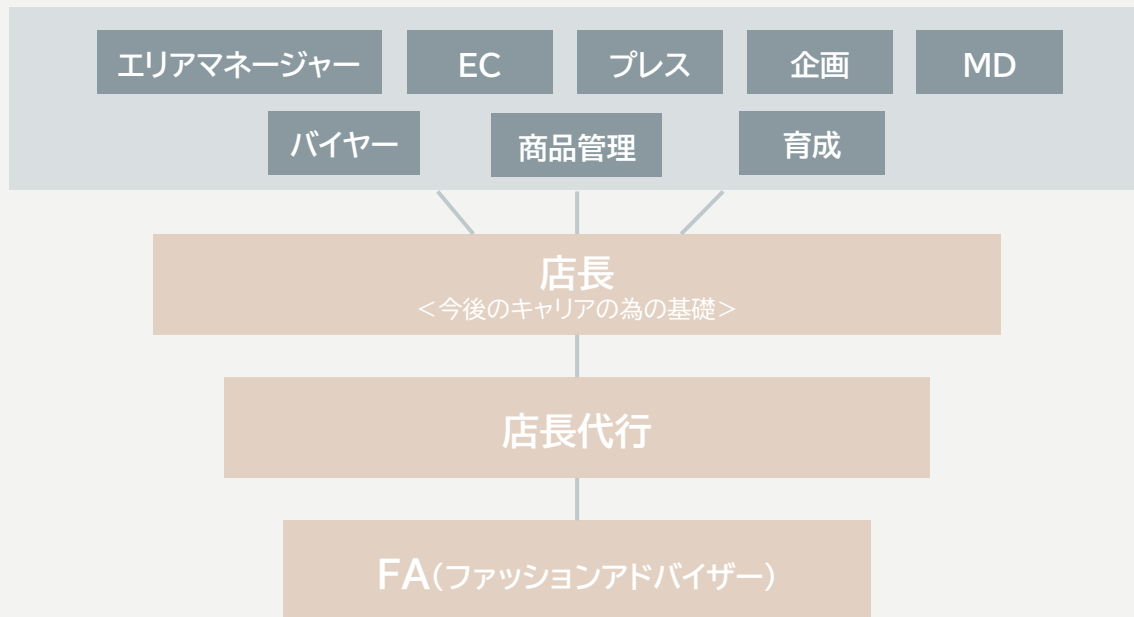 エリアマネージャー
EC
プレス
企画
MD
バイヤー
商品管理
育成
店長
＜今後のキャリアの為の基礎＞
店長代行
FA(ファッションアドバイザー)